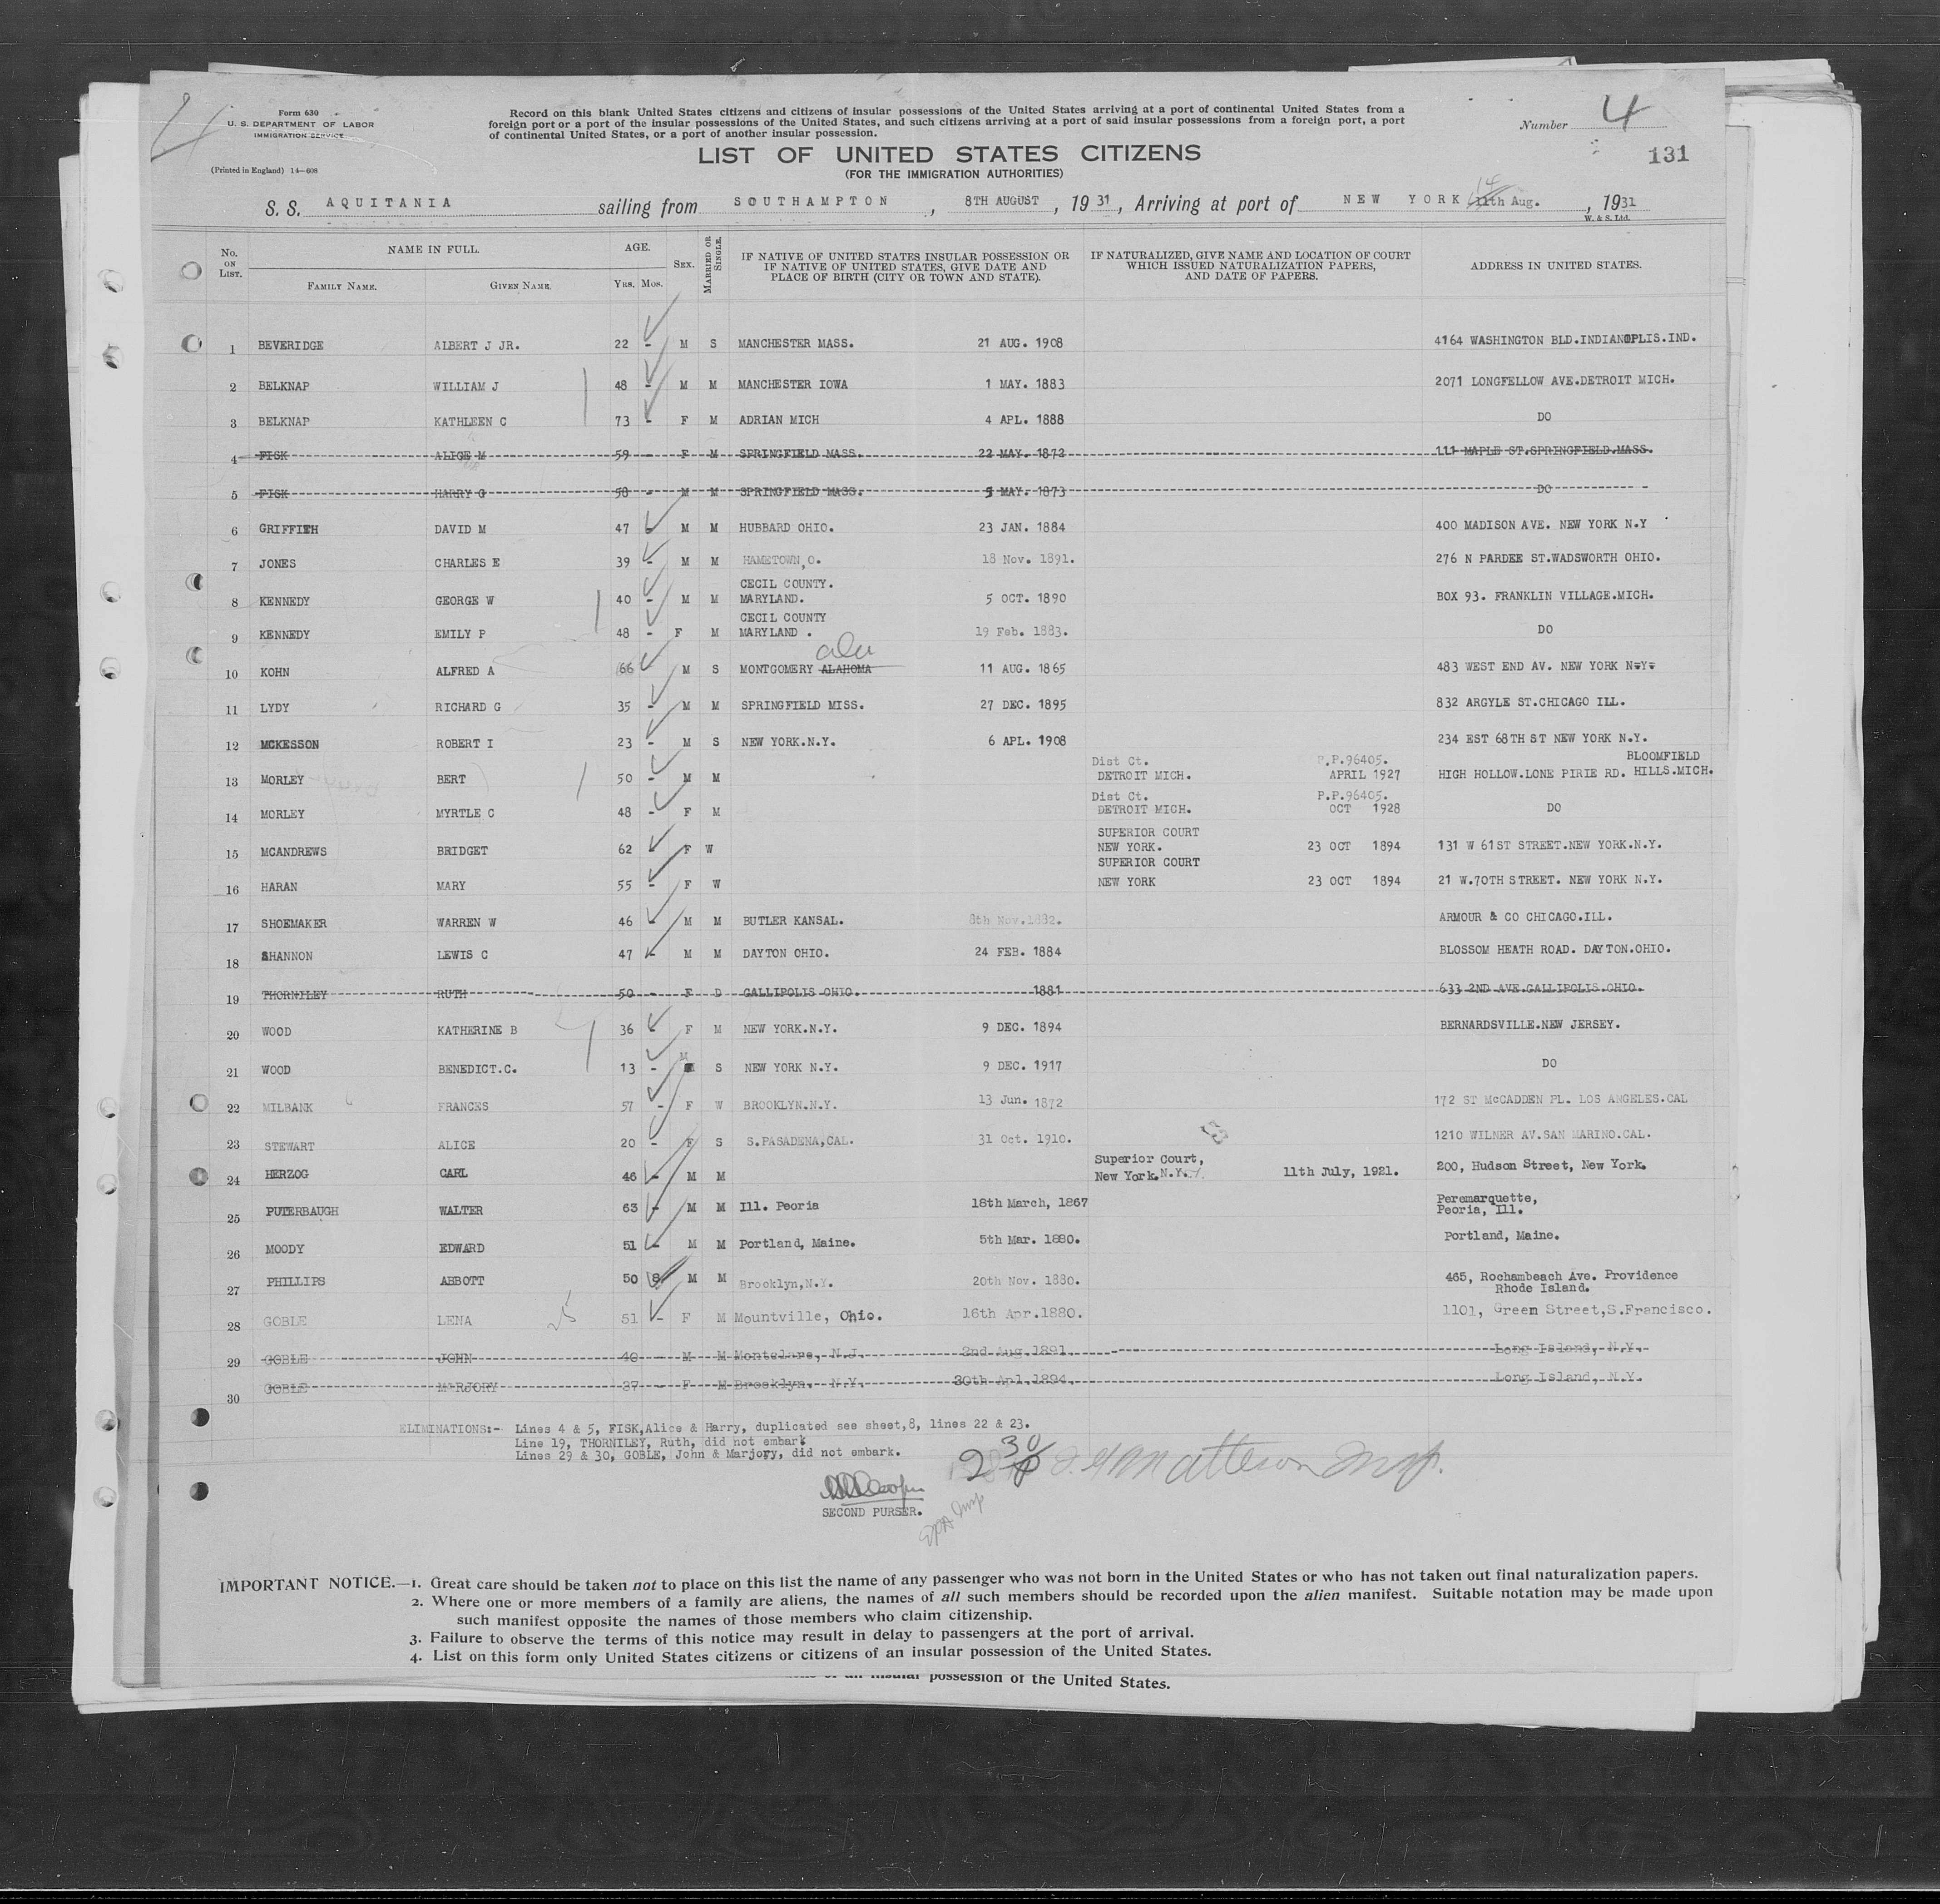 4
Form 630
U. S. DEPARTMENT OF LABOR
IMMIGRATION SERVICE
(Printed in England) 14—608
Record on this blank United States citizens and citizens of insular possessions of the United States arriving at a port of continental United States from a
foreign port or a port of the insular possessions of the United States, and such citizens arriving at a port of said insular possessions from a foreign port, a port
of continental United States, or a port of another insular possession.
Number 4
131
LIST OF UNITED STATES CITIZENS
(FOR THE IMMIGRATION AUTHORITIES)
S. S. AQUITANIA sailing from SOUTHAMPTON , 8TH AUGUST , 19 31 , Arriving at port of NEW YORK 14 11th Aug. , 1931
W. & S. Ltd.
No. ON LIST. NAME IN FULL. FAMILY NAME. GIVEN NAME. AGE. YRS. MOS. SEX. MARRIED OR SINGLE. IF NATIVE OF UNITED STATES INSULAR POSSESSION OR IF NATIVE OF UNITED STATES, GIVE DATE AND PLACE OF BIRTH (CITY OR TOWN AND STATE). IF NATURALIZED, GIVE NAME AND LOCATION OF COURT WHICH ISSUED NATURALIZATION PAPERS, AND DATE OF PAPERS. ADDRESS IN UNITED STATES.
1 BEVERIDGE ALBERT J JR. 22 - M S MANCHESTER MASS. 21 AUG. 1908 4164 WASHINGTON BLD.INDIANOPLIS.IND.
2 BELKNAP WILLIAM J 48 - M M MANCHESTER IOWA 1 MAY. 1883 2071 LONGFELLOW AVE.DETROIT MICH.
3 BELKNAP KATHLEEN C 73 - F M ADRIAN MICH 4 APL. 1888 DO
4 FISK ALICE M 59 - F M SPRINGFIELD MASS. 22 MAY. 1872 111 MAPLE ST.SPRINGFIELD.MASS.
5 FISK HARRY G 58 - M M SPRINGFIELD MASS. 5 MAY. 1873 DO
6 GRIFFITH DAVID M 47 - M M HUBBARD OHIO. 23 JAN. 1884 400 MADISON AVE. NEW YORK N.Y
7 JONES CHARLES E 39 - M M HAMETOWN,O. 18 Nov. 1891. 276 N PARDEE ST.WADSWORTH OHIO.
CECIL COUNTY.
8 KENNEDY GEORGE W 40 - M M MARYLAND. 5 OCT. 1890 BOX 93. FRANKLIN VILLAGE.MICH.
CECIL COUNTY
9 KENNEDY EMILY P 48 - F M MARYLAND . 19 Feb. 1883. DO
ala
10 KOHN ALFRED A 66 M S MONTGOMERY ALAHOMA 11 AUG. 1865 483 WEST END AV. NEW YORK N.Y.
11 LYDY RICHARD G 35 - M M SPRINGFIELD MISS. 27 DEC. 1895 832 ARGYLE ST.CHICAGO ILL.
12 MCKESSON ROBERT I 23 - M S NEW YORK.N.Y. 6 APL. 1908 234 EST 68TH ST NEW YORK N.Y.
Dist Ct. P.P.96405. BLOOMFIELD
13 MORLEY BERT 50 - M M DETROIT MICH. APRIL 1927 HIGH HOLLOW.LONE PIRIE RD. HILLS.MICH.
Dist Ct. P.P.96405.
14 MORLEY MYRTLE C 48 - F M DETROIT MICH. OCT 1928 DO
SUPERIOR COURT
15 MCANDREWS BRIDGET 62 - F W NEW YORK. 23 OCT 1894 131 W 61ST STREET.NEW YORK.N.Y.
SUPERIOR COURT
16 HARAN MARY 55 - F W NEW YORK 23 OCT 1894 21 W.70TH STREET. NEW YORK N.Y.
17 SHOEMAKER WARREN W 46 - M M BUTLER KANSAL. 8th Nov.1882. ARMOUR & CO CHICAGO.ILL.
18 SHANNON LEWIS C 47 - M M DAYTON OHIO. 24 FEB. 1884 BLOSSOM HEATH ROAD. DAYTON.OHIO.
19 THORNILEY RUTH 50 - F D GALLIPOLIS OHIO. 1881 633 2ND AVE.GALLIPOLIS.OHIO.
20 WOOD KATHERINE B 36 - F M NEW YORK.N.Y. 9 DEC. 1894 BERNARDSVILLE.NEW JERSEY.
21 WOOD BENEDICT.C. 13 - M S NEW YORK N.Y. 9 DEC. 1917 DO
22 MILBANK FRANCES 57 - F W BROOKLYN.N.Y. 13 Jun. 1872 172 ST McCADDEN PL. LOS ANGELES.CAL
23 STEWART ALICE 20 - F S S.PASADENA,CAL. 31 Oct. 1910. 1210 WILNER AV.SAN MARINO.CAL.
Superior Court,
24 HERZOG CARL 46 - M M New York.N.Y. 11th July, 1921. 200, Hudson Street, New York.
25 PUTERBAUGH WALTER 63 - M M Ill. Peoria 18th March, 1867 Peremarquette,
Peoria, Ill.
26 MOODY EDWARD 51 - M M Portland, Maine. 5th Mar. 1880. Portland, Maine.
27 PHILLIPS ABBOTT 50 8 M M Brooklyn,N.Y. 20th Nov. 1880. 465, Rochambeach Ave. Providence
Rhode Island.
28 GOBLE LENA 51 - F M Mountville, Ohio. 16th Apr.1880. 1101, Green Street,S.Francisco.
29 GOBLE JOHN 40 - M M Montclare, N.J. 2nd Aug.1891. Long Island, N.Y.
30 GOBLE MARJORY 37 - F M Brooklyn. N.Y. 30th Apl.1894. Long Island, N.Y.
ELIMINATIONS:- Lines 4 & 5, FISK,Alice & Harry, duplicated see sheet,8, lines 22 & 23.
Line 19, THORNILEY, Ruth, did not embark
Lines 29 & 30, GOBLE, John & Marjory, did not embark.
Matteson Insp.
SECOND PURSER.
IMPORTANT NOTICE.—1. Great care should be taken not to place on this list the name of any passenger who was not born in the United States or who has not taken out final naturalization papers.
2. Where one or more members of a family are aliens, the names of all such members should be recorded upon the alien manifest. Suitable notation may be made upon
such manifest opposite the names of those members who claim citizenship.
3. Failure to observe the terms of this notice may result in delay to passengers at the port of arrival.
4. List on this form only United States citizens or citizens of an insular possession of the United States.
possession of the United States.